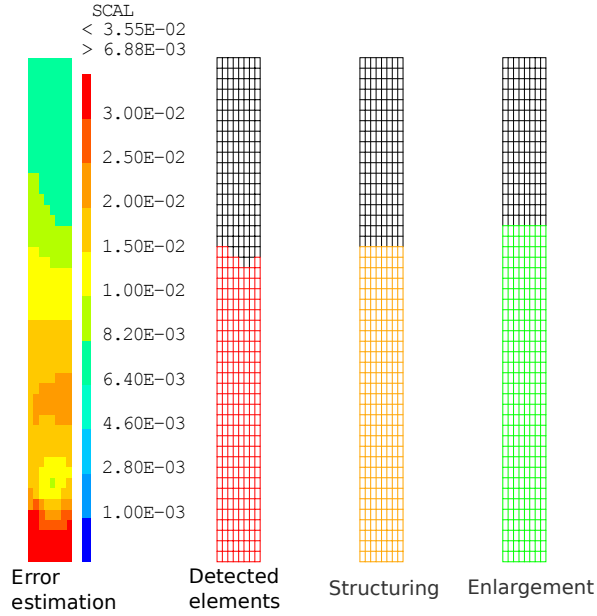 SCAL
< 3.55E-02
> 6.88E-03
3.00E-02
2.50E-02
2.00E-02
1.50E-02
1.00E-02
8.20E-03
6.40E-03
4.60E-03
2.80E-03
1.00E-03
Error
estimation
Detected
elements
Structuring
Enlargement